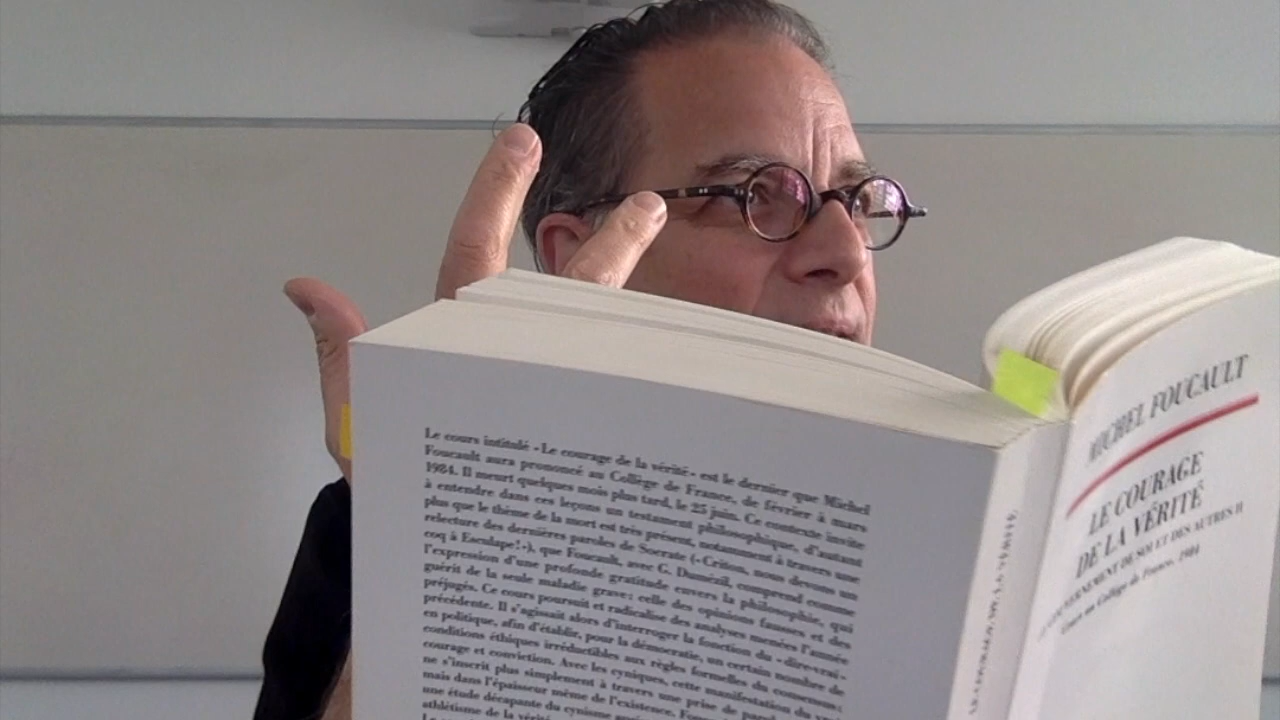 Le cours intitulé « Le courage de la vérité » est le dernier que Michel
Foucault aura prononcé au Collège de France, de février à mars
1984. Il meurt quelques mois plus tard, le 25 juin. Ce contexte invite
à entendre dans ces leçons un testament philosophique, d'autant
plus que le thème de la mort est très présent, notamment à travers une
relecture des dernières paroles de Socrate (« Criton, nous devons un
coq à Esculape ! »), que Foucault, avec G. Dumézil, comprend comme
l'expression d'une profonde gratitude envers la philosophie, qui
guérit de la seule maladie grave : celle des opinions fausses et des
préjugés. Ce cours poursuit et radicalise des analyses menées l'année
précédente. Il s'agissait alors d'interroger la fonction du « dire-vrai »
en politique, afin d'établir, pour la démocratie, un certain nombre de
conditions éthiques irréductibles aux règles formelles du consensus :
courage et conviction. Avec les cyniques, cette manifestation du vrai
ne s'inscrit plus simplement à travers une prise de parole
mais dans l'épaisseur même de l'existence.
une étude décapante du cynisme
athlétisme de la vérité
MICHEL FOUCAULT
LE COURAGE
DE LA VÉRITÉ
GOUVERNEMENT DE SOI ET DES AUTRES II
Cours au Collège de France, 1984